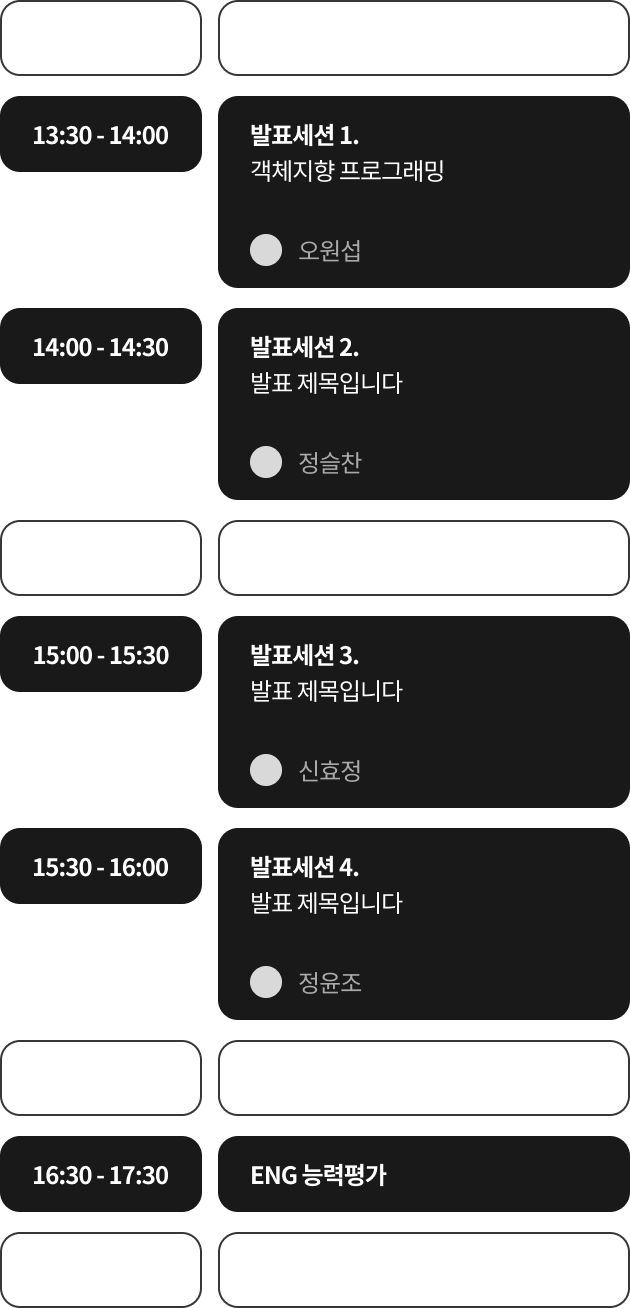 13:30 - 14:00
발표세션 1.
객체지향 프로그래밍
오원섭
14:00 - 14:30
발표세션 2.
발표 제목입니다
정슬찬
15:00 - 15:30
발표세션 3.
발표 제목입니다
신효정
15:30 - 16:00
발표세션 4.
발표 제목입니다
정윤조
16:30 - 17:30
ENG 능력평가